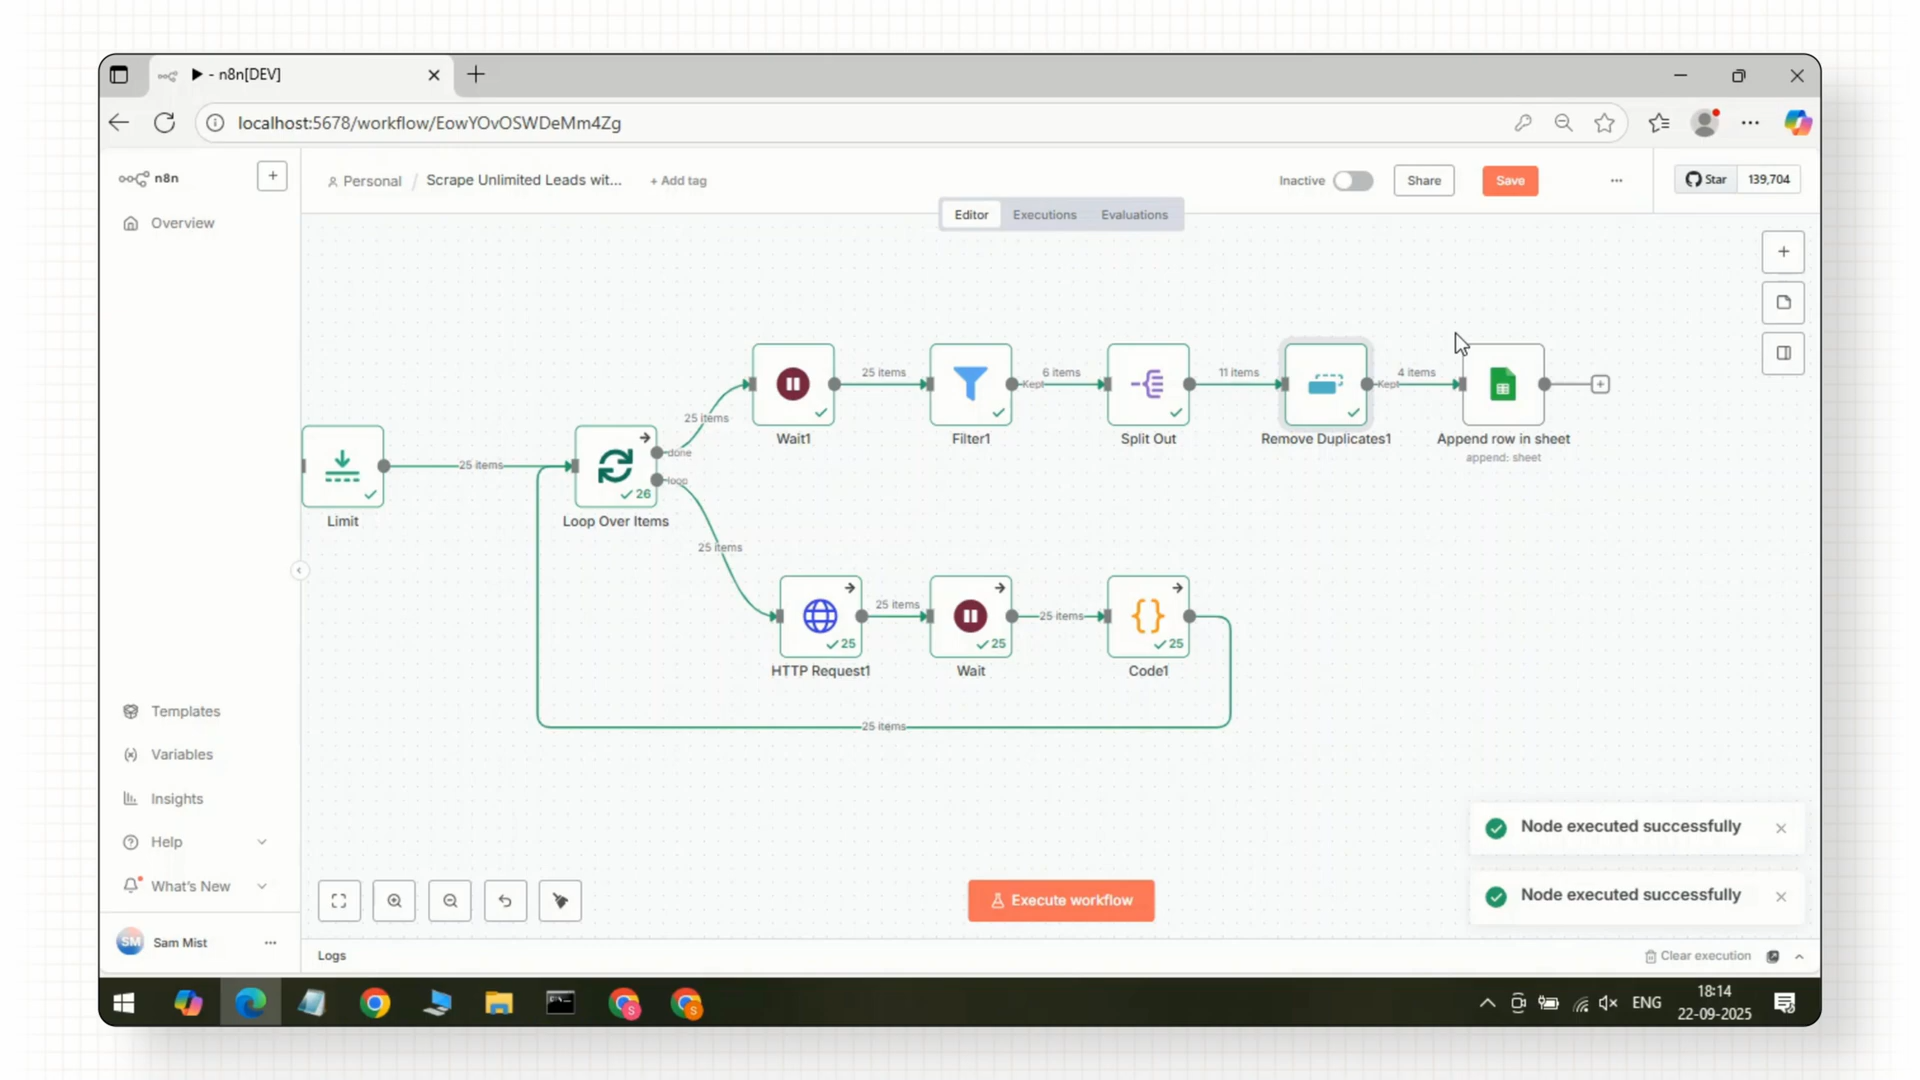 - n8n[DEV]
localhost:5678/workflow/EowYOvOSWDeMm4Zg
n8n
Personal / Scrape Unlimited Leads wit... + Add tag
Inactive
Share
Save
Star 139,704
Overview
Editor Executions Evaluations
25 items
6 items
11 items
4 items
Kept
Kept
25 items
Wait1
Filter1
Split Out
Remove Duplicates1
Append row in sheet
append: sheet
done
25 items
loop
26
Limit
Loop Over Items
25 items
25 items
25 items
25
25
25
HTTP Request1
Wait
Code1
25 items
Templates
Variables
Insights
Help
What's New
Node executed successfully
Node executed successfully
Execute workflow
SM Sam Mist
Logs
Clear execution
S
S
ENG
18:14
22-09-2025